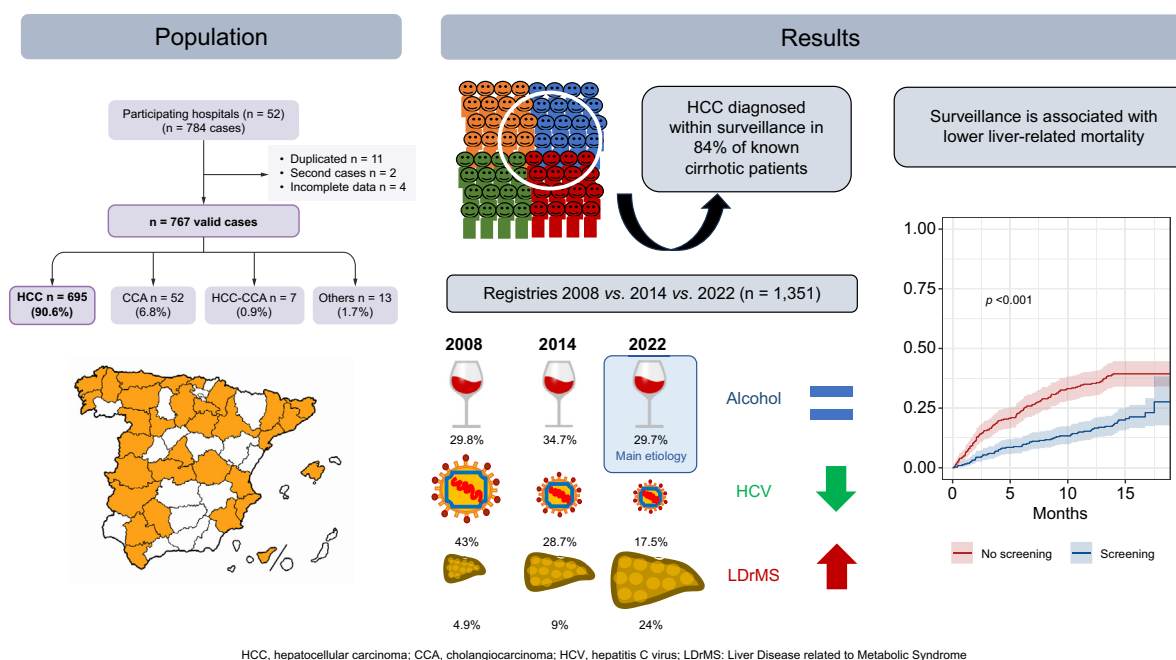 Population
Participating hospitals (n = 52)
(n = 784 cases)
• Duplicated n = 11
• Second cases n = 2
• Incomplete data n = 4
n = 767 valid cases
HCC n = 695
(90.6%)
CCA n = 52
(6.8%)
HCC-CCA n = 7
(0.9%)
Others n = 13
(1.7%)
Results
HCC diagnosed
within surveillance in
84% of known
cirrhotic patients
Registries 2008 vs. 2014 vs. 2022 (n = 1,351)
2008 2014 2022
Alcohol
29.8% 34.7% 29.7%
Main etiology
HCV
43% 28.7% 17.5%
LDrMS
4.9% 9% 24%
Surveillance is associated with
lower liver-related mortality
1.00
0.75
0.50
0.25
0.00
p <0.001
0 5 10 15
Months
No screening Screening
HCC, hepatocellular carcinoma; CCA, cholangiocarcinoma; HCV, hepatitis C virus; LDrMS: Liver Disease related to Metabolic Syndrome